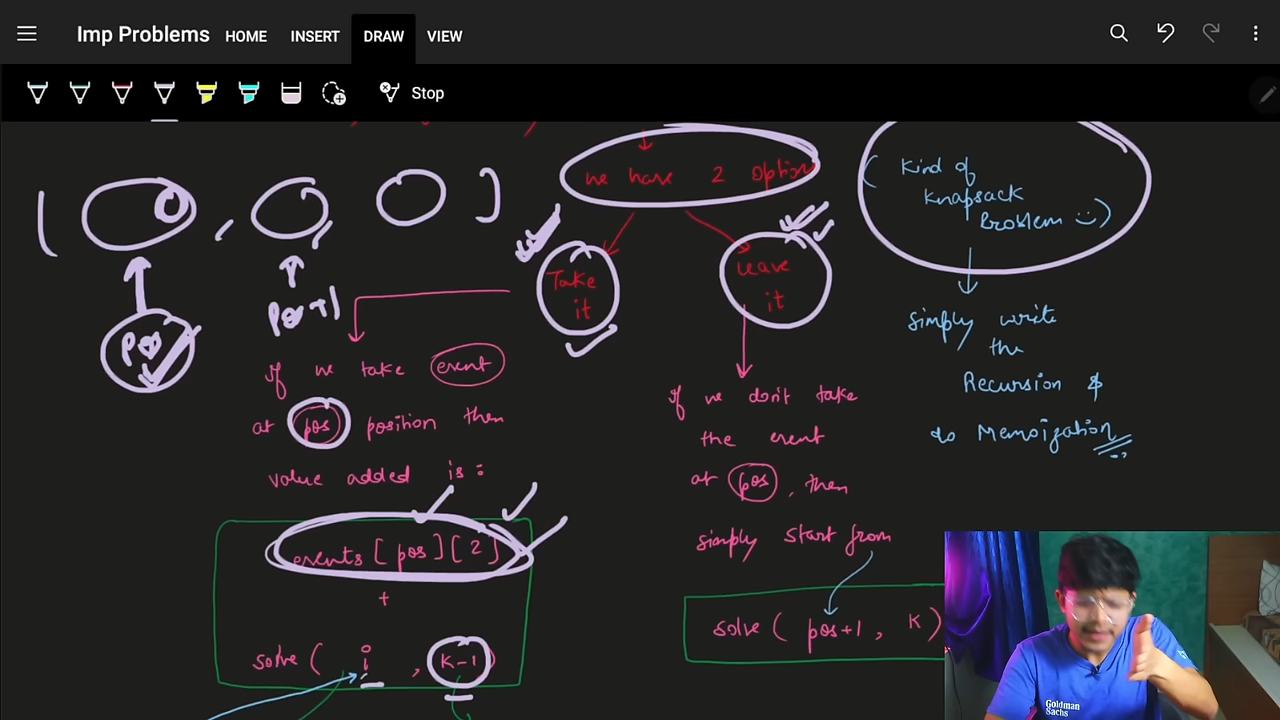 Imp Problems HOME INSERT DRAW VIEW
Stop
we have 2 option
Take
it
Leave
it
(Kind of
Knapsack
Problem :))
simply write
the
Recursion &
do Memoization
[ , , ]
pos
pos+1
if we take event
at pos position then
value added is :
events [ pos ] [ 2 ]
+
solve ( i , K-1 )
if we don't take
the event
at pos , then
simply start from
solve ( pos+1 , K )
Goldman
Sachs